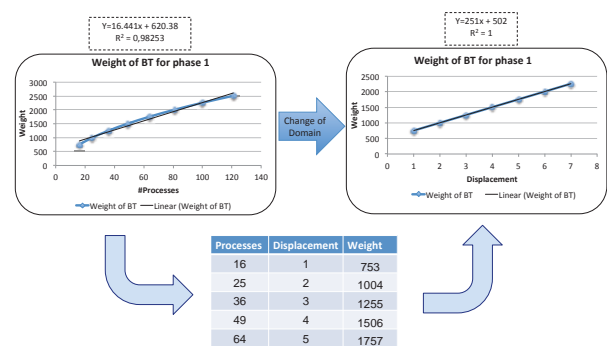 Y=16.441x + 620.38
R² = 0,98253
Weight of BT for phase 1
3000
2500
2000
1500
1000
500
0
Weight
0 20 40 60 80 100 120 140
#Processes
Weight of BT
Linear (Weight of BT)
Change of
Domain
Y=251x + 502
R² = 1
Weight of BT for phase 1
2500
2000
1500
1000
500
0
Weight
0 1 2 3 4 5 6 7 8
Displacement
Weight of BT
Linear (Weight of BT)
Processes Displacement Weight
16 1 753
25 2 1004
36 3 1255
49 4 1506
64 5 1757